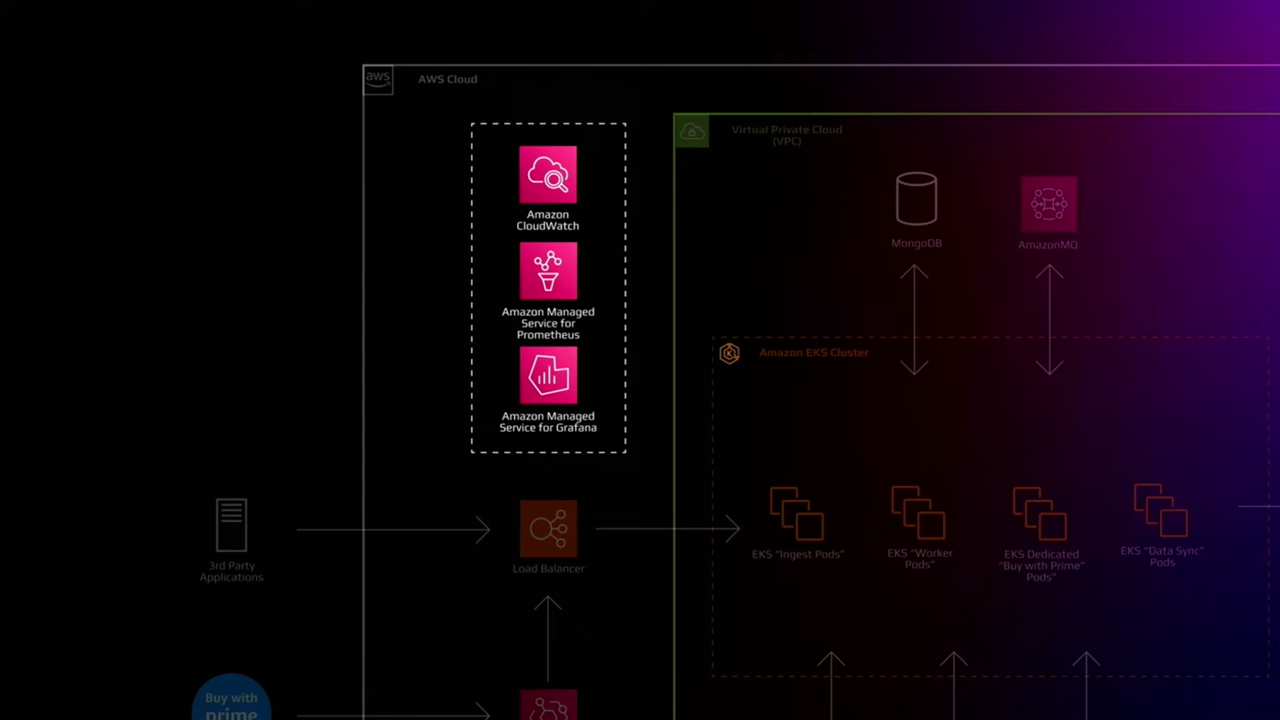 aws
AWS Cloud
Virtual Private Cloud
(VPC)
Amazon
CloudWatch
Amazon Managed
Service for
Prometheus
Amazon Managed
Service for Grafana
MongoDB
AmazonMQ
Amazon EKS Cluster
3rd Party
Applications
Load Balancer
EKS “Ingest Pods”
EKS “Worker
Pods”
EKS Dedicated
“Buy with Prime”
Pods”
EKS “Data Sync”
Pods
Buy with
prime